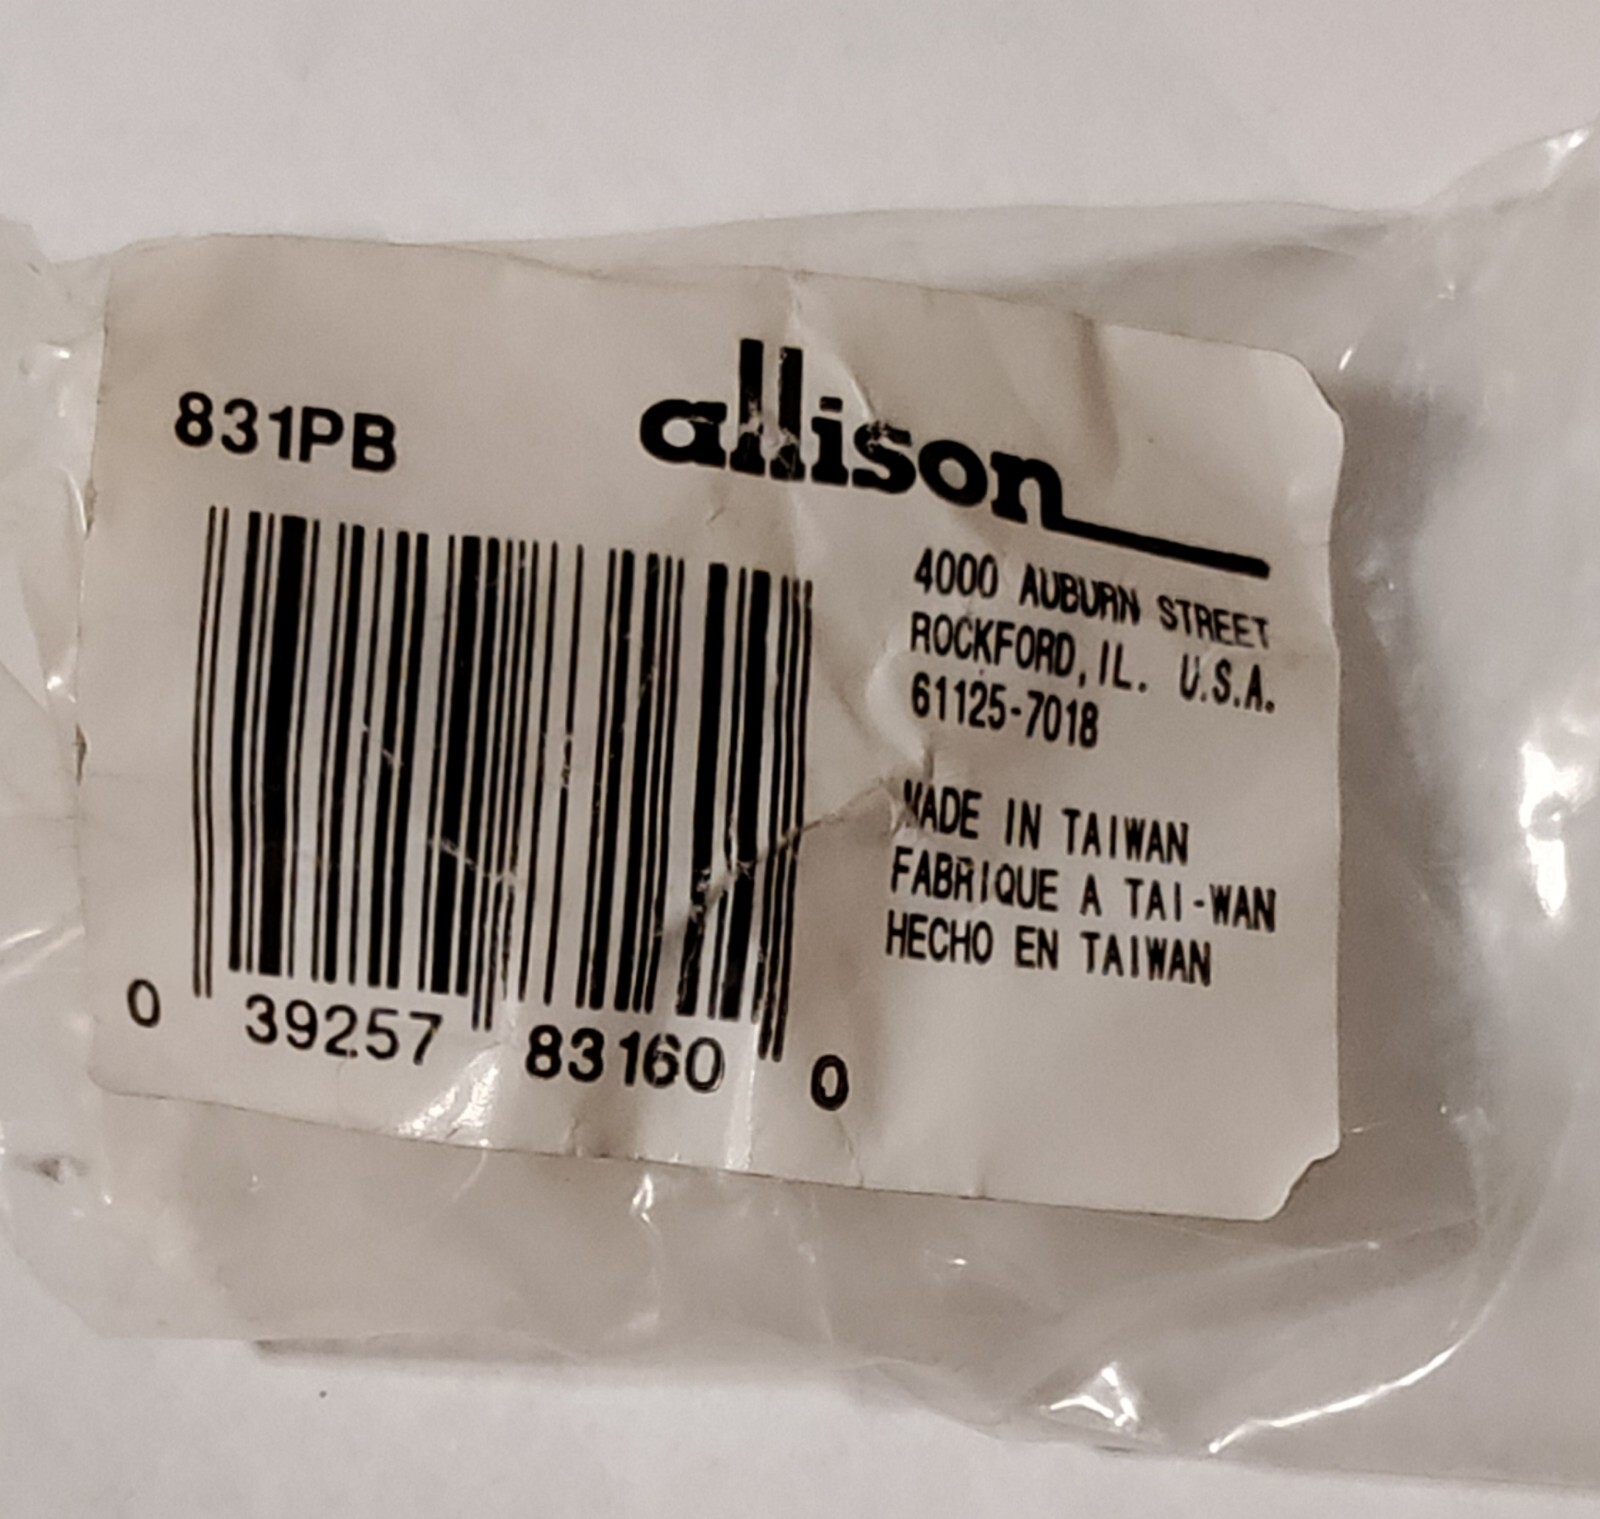 831PB
allison
4000 AUBURN STREET
ROCKFORD, IL. U.S.A.
61125-7018
MADE IN TAIWAN
FABRIQUE A TAI-WAN
HECHO EN TAIWAN
0 39257 83160 0